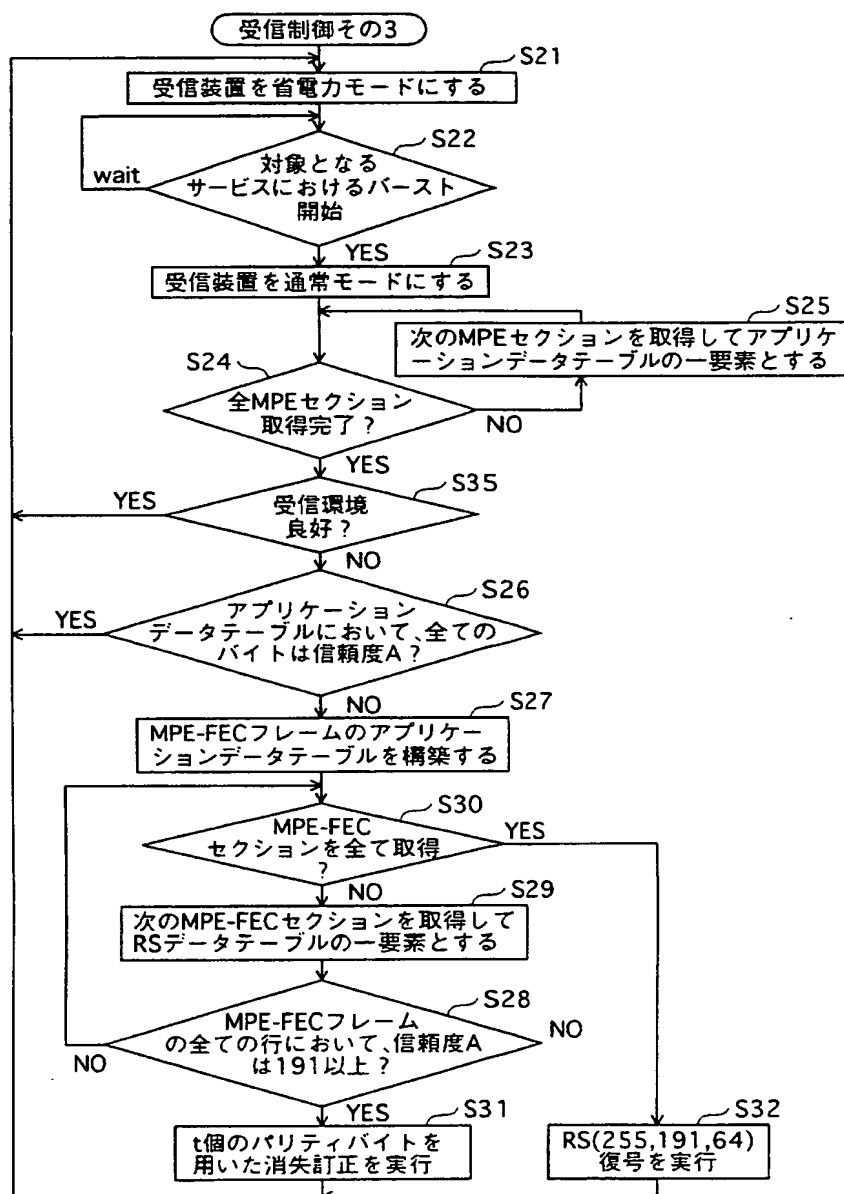 受信制御その3
S21
受信装置を省電力モードにする
S22
wait
対象となる
サービスにおけるバースト
開始
YES
S23
受信装置を通常モードにする
S25
次のMPEセクションを取得してアプリケ
ーションデータテーブルの一要素とする
S24
全MPEセクション
取得完了?
NO
YES
S35
YES
受信環境
良好?
NO
S26
YES
アプリケーション
データテーブルにおいて、全ての
バイトは信頼度A?
NO
S27
MPE-FECフレームのアプリケー
ションデータテーブルを構築する
S30
MPE-FEC
セクションを全て取得
?
YES
NO
S29
次のMPE-FECセクションを取得して
RSデータテーブルの一要素とする
S28
MPE-FECフレーム
の全ての行において、信頼度A
は191以上?
NO
NO
YES
S31
t個のパリティバイトを
用いた消失訂正を実行
S32
RS(255,191,64)
復号を実行